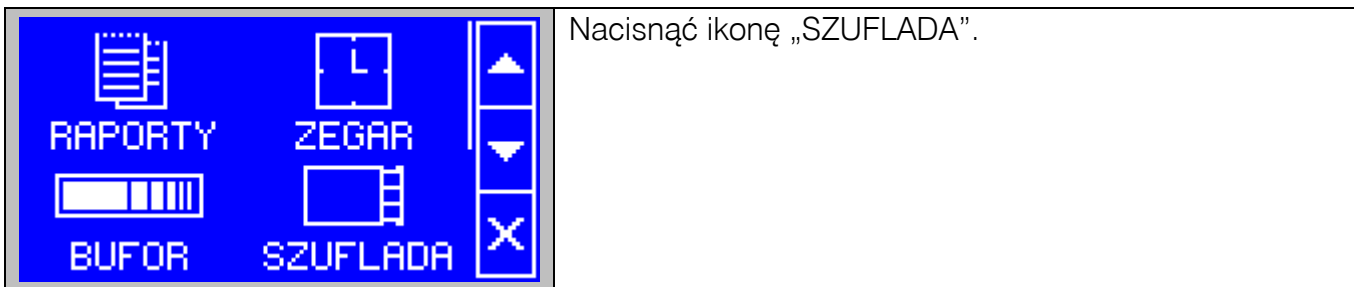 RAPORTY ZEGAR
BUFOR SZUFLADA
Nacisnąć ikonę „SZUFLADA”.